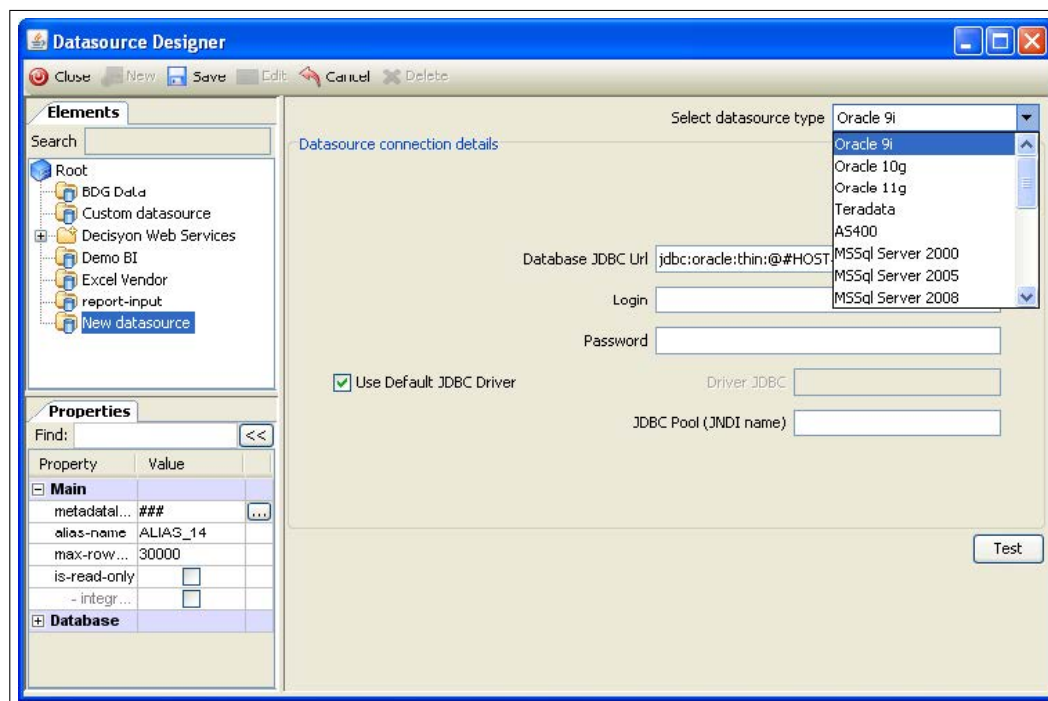 Datasource Designer
Close New Save Edit Cancel Delete
Elements
Search
Root
BDG Data
Custom datasource
Decisyon Web Services
Demo BI
Excel Vendor
report-input
New datasource
Properties
Find: <<
Property Value
Main
metadatal... ### ...
alias-name ALIAS_14
max-row... 30000
is-read-only
- integr...
Database
Select datasource type Oracle 9i
Oracle 9i
Oracle 10g
Oracle 11g
Teradata
AS400
MSSql Server 2000
MSSql Server 2005
MSSql Server 2008
Datasource connection details
Database JDBC Url jdbc:oracle:thin:@#HOST
Login
Password
Use Default JDBC Driver Driver JDBC
JDBC Pool (JNDI name)
Test